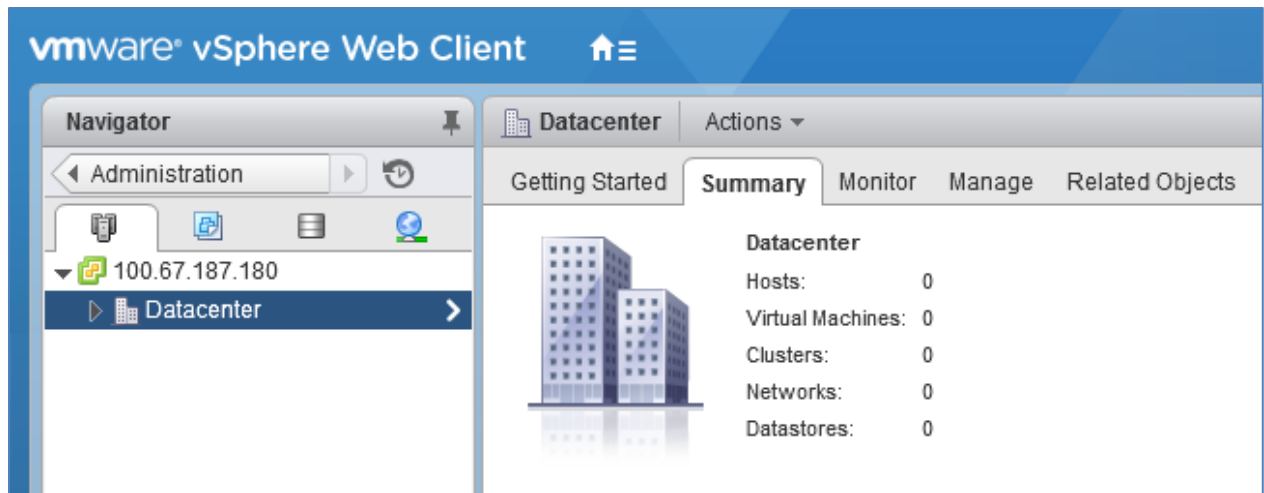 vmware® vSphere Web Client
Navigator
Administration
100.67.187.180
Datacenter
Datacenter Actions
Getting Started Summary Monitor Manage Related Objects
Datacenter
Hosts: 0
Virtual Machines: 0
Clusters: 0
Networks: 0
Datastores: 0